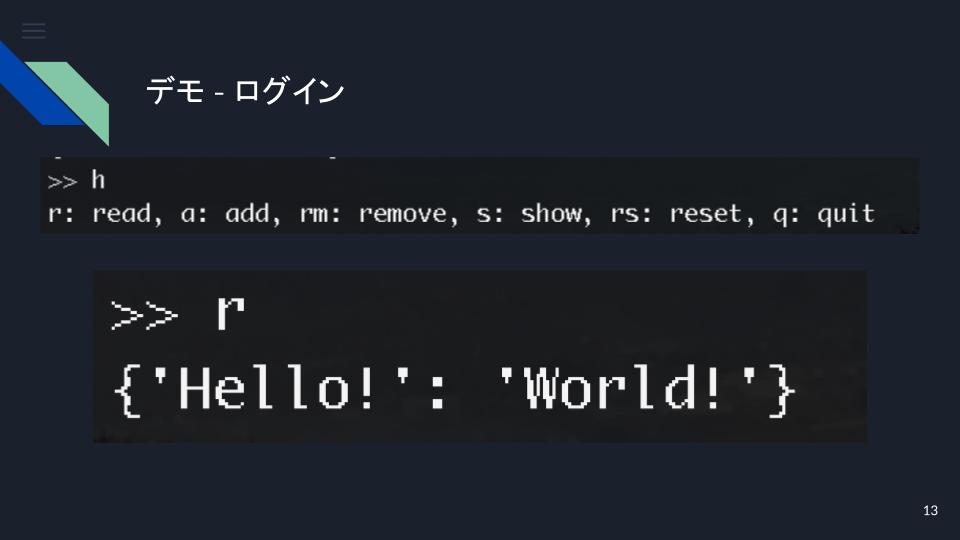 デモ - ログイン
>> h
r: read, a: add, rm: remove, s: show, rs: reset, q: quit
>> r
{'Hello!': 'World!'}
13